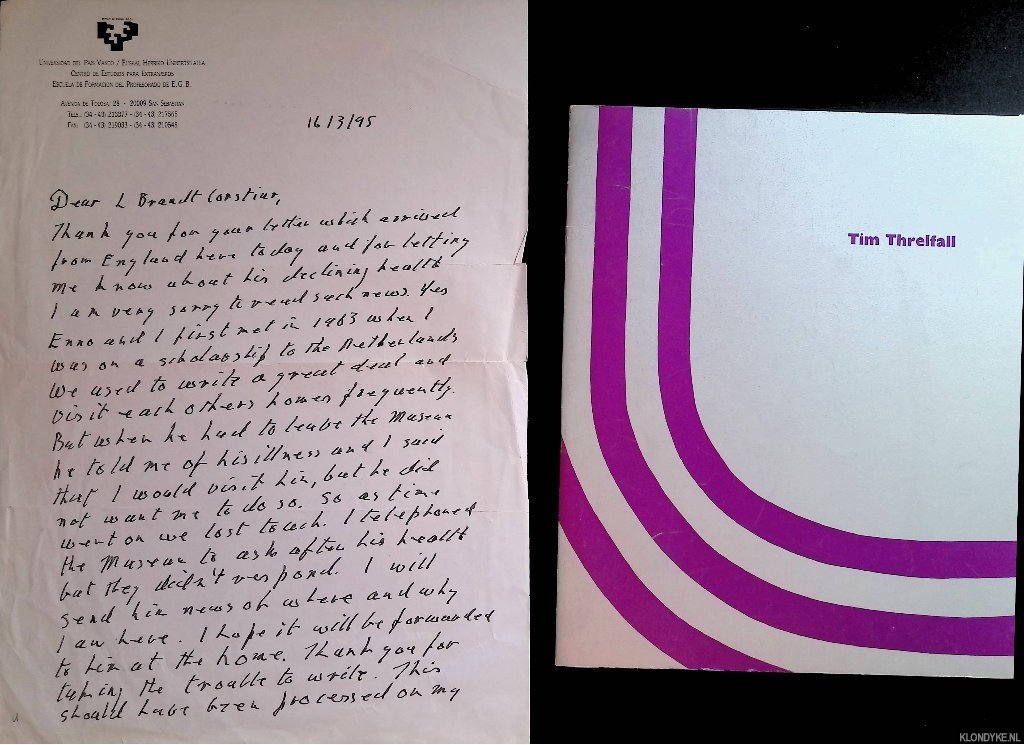 UNIVERSIDAD DEL PAIS VASCO / EUSKAL HERRIKO UNIBERTSITATEA
CENTRO DE ESTUDIOS PARA EXTRANJEROS
ESCUELA DE FORMACION DEL PROFESORADO DE E.G.B.
AVENIDA DE TOLOSA, 28 - 20009 SAN SEBASTIAN
16/3/95
Dear L Brandt Corstius,
Thank you for your letter which arrived
from England here today and for letting
me know about his declining health
I am very sorry to read such news. Yes
Enno and I first met in 1963 when I
was on a scholarship to the Netherlands
We used to write a great deal and
visit each others homes frequently.
But when he had to leave the Museum
he told me of his illness and I said
that I would visit him, but he did
not want me to do so. So as time
went on we lost touch. I telephoned
the Museum to ask after his health
but they didn't respond. I will
send him news of where and why
I am here. I hope it will be forwarded
to him at the home. Thank you for
taking the trouble to write. This
should have been processed on my
Tim Threlfall
KLONDYKE.NL